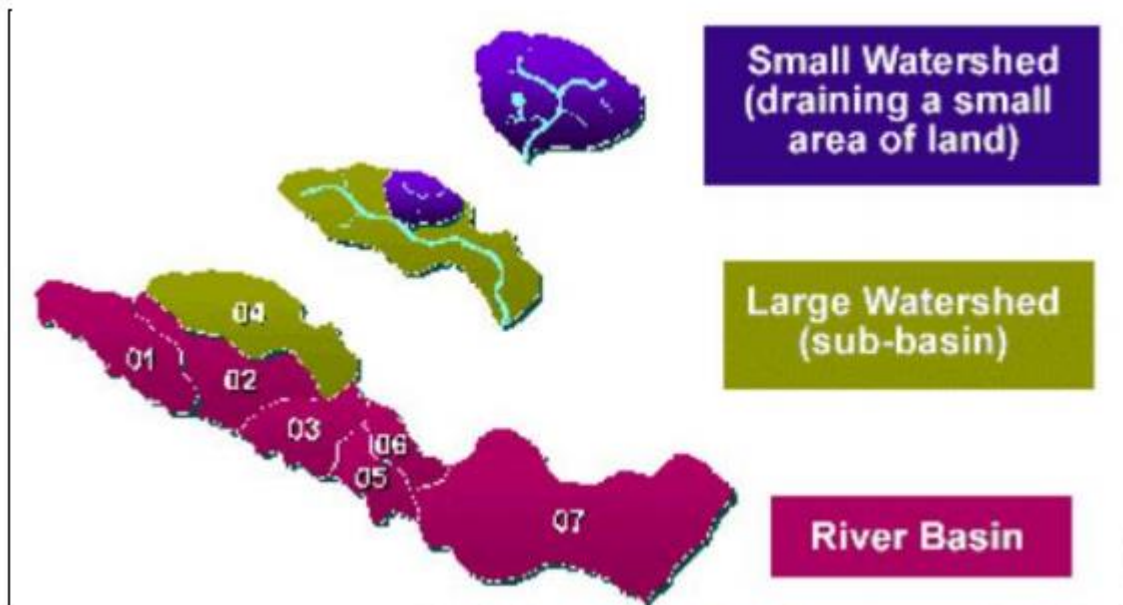 Small Watershed
(draining a small
area of land)
Large Watershed
(sub-basin)
04
01
02
03
06
05
07
River Basin